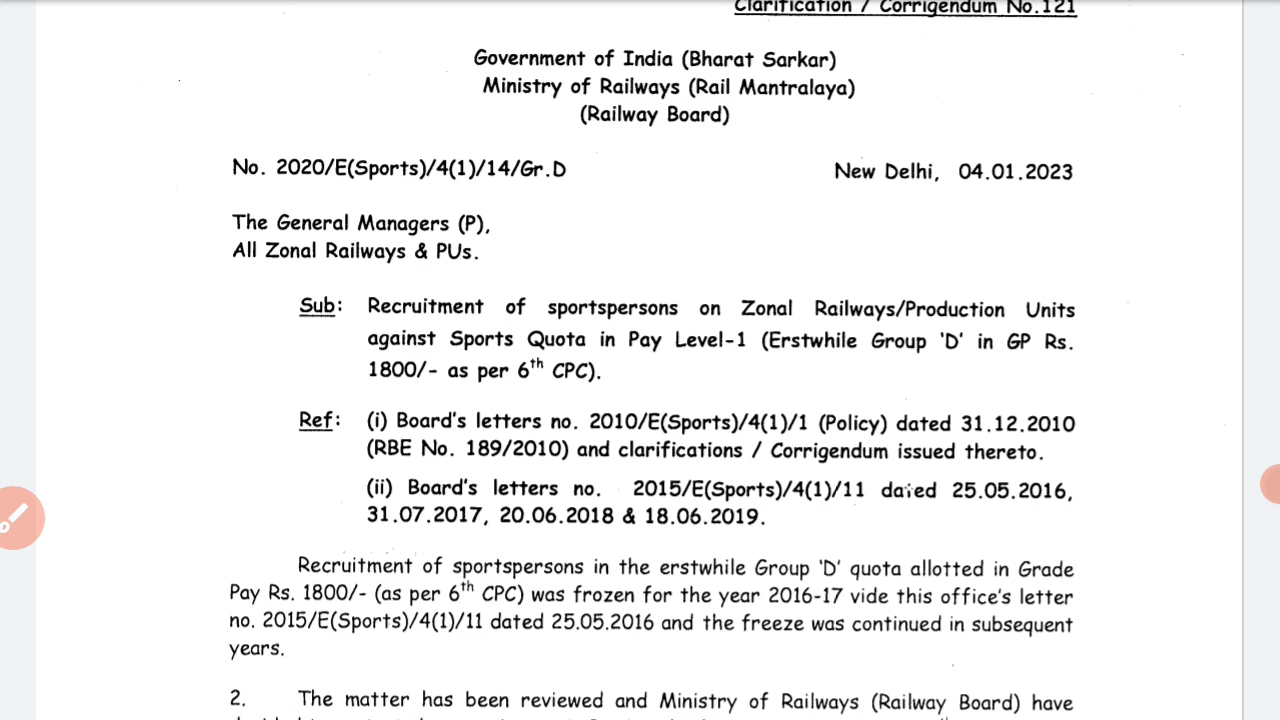 Clarification / Corrigendum No.121
Government of India (Bharat Sarkar)
Ministry of Railways (Rail Mantralaya)
(Railway Board)
No. 2020/E(Sports)/4(1)/14/Gr.D New Delhi, 04.01.2023
The General Managers (P),
All Zonal Railways & PUs.
Sub: Recruitment of sportspersons on Zonal Railways/Production Units
against Sports Quota in Pay Level-1 (Erstwhile Group 'D' in GP Rs.
1800/- as per 6th CPC).
Ref: (i) Board's letters no. 2010/E(Sports)/4(1)/1 (Policy) dated 31.12.2010
(RBE No. 189/2010) and clarifications / Corrigendum issued thereto.
(ii) Board's letters no. 2015/E(Sports)/4(1)/11 dated 25.05.2016,
31.07.2017, 20.06.2018 & 18.06.2019.
Recruitment of sportspersons in the erstwhile Group 'D' quota allotted in Grade
Pay Rs. 1800/- (as per 6th CPC) was frozen for the year 2016-17 vide this office's letter
no. 2015/E(Sports)/4(1)/11 dated 25.05.2016 and the freeze was continued in subsequent
years.
2. The matter has been reviewed and Ministry of Railways (Railway Board) have